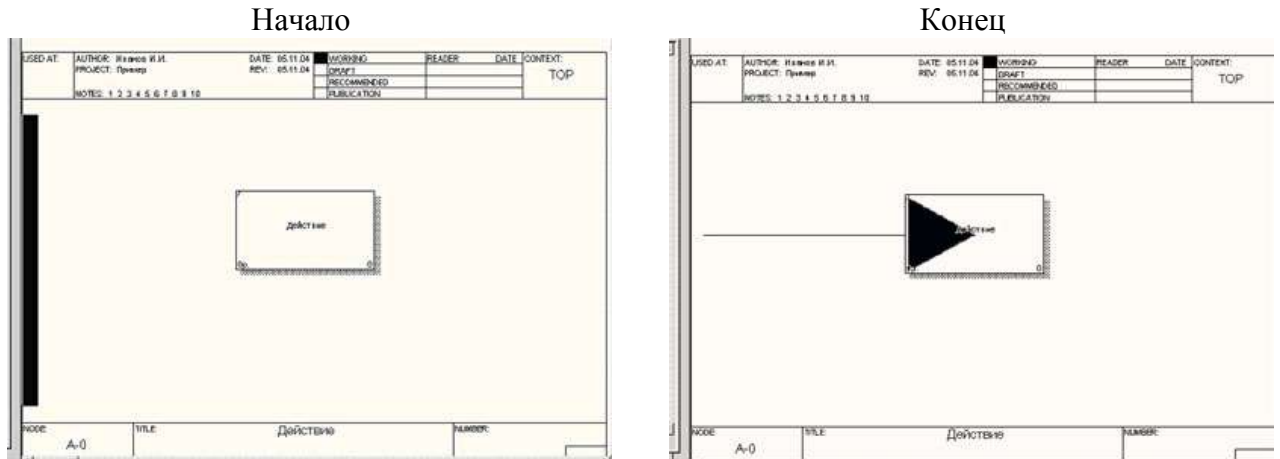 Начало
Конец
USED AT:
AUTHOR: Иванов И.И.
DATE: 05.11.04
WORKING
READER
DATE
CONTEXT:
PROJECT: Пример
REV: 05.11.04
DRAFT
TOP
RECOMMENDED
NOTES: 1 2 3 4 5 6 7 8 9 10
PUBLICATION
Действие
0р
0
NODE:
TITLE:
Действие
NUMBER:
A-0
USED AT:
AUTHOR: Иванов И.И.
DATE: 05.11.04
WORKING
READER
DATE
CONTEXT:
PROJECT: Пример
REV: 05.11.04
DRAFT
TOP
RECOMMENDED
NOTES: 1 2 3 4 5 6 7 8 9 10
PUBLICATION
Действие
0
NODE:
TITLE:
Действие
NUMBER:
A-0